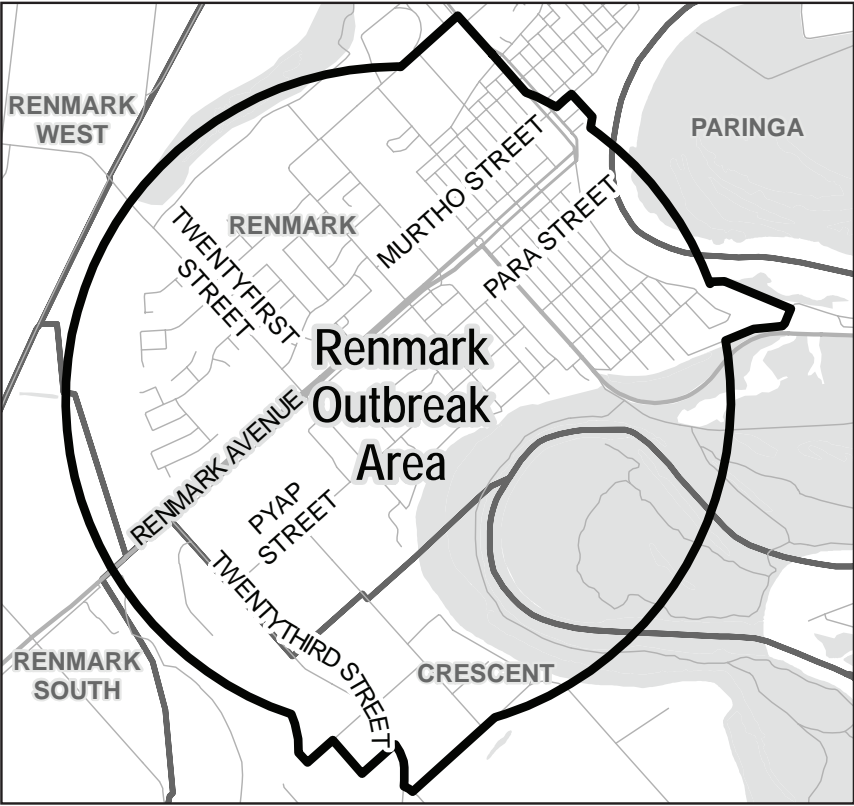 RENMARK
WEST
PARINGA
MURTHO STREET
RENMARK
PARA STREET
TWENTYFIRST
STREET
Renmark
Outbreak
Area
RENMARK AVENUE
PYAP
STREET
TWENTYTHIRD STREET
RENMARK
SOUTH
CRESCENT